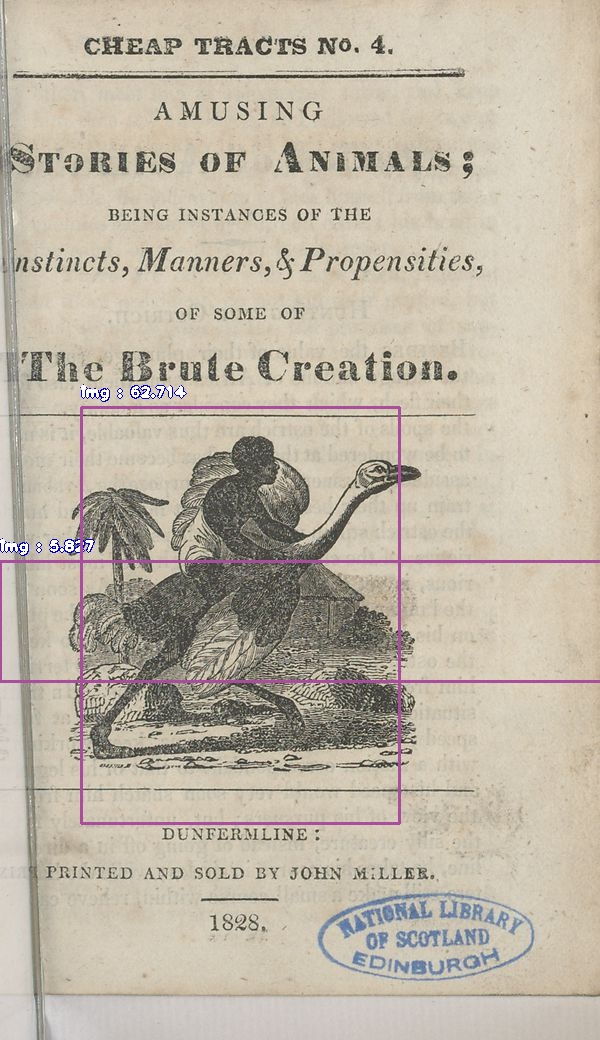 CHEAP TRACTS No. 4.
AMUSING
STORIES OF ANIMALS;
BEING INSTANCES OF THE
Instincts, Manners, & Propensities,
OF SOME OF
The Brute Creation.
img : 62.714
img : 5.827
DUNFERMLINE:
PRINTED AND SOLD BY JOHN MILLER.
1828.
NATIONAL LIBRARY
OF SCOTLAND
EDINBURGH